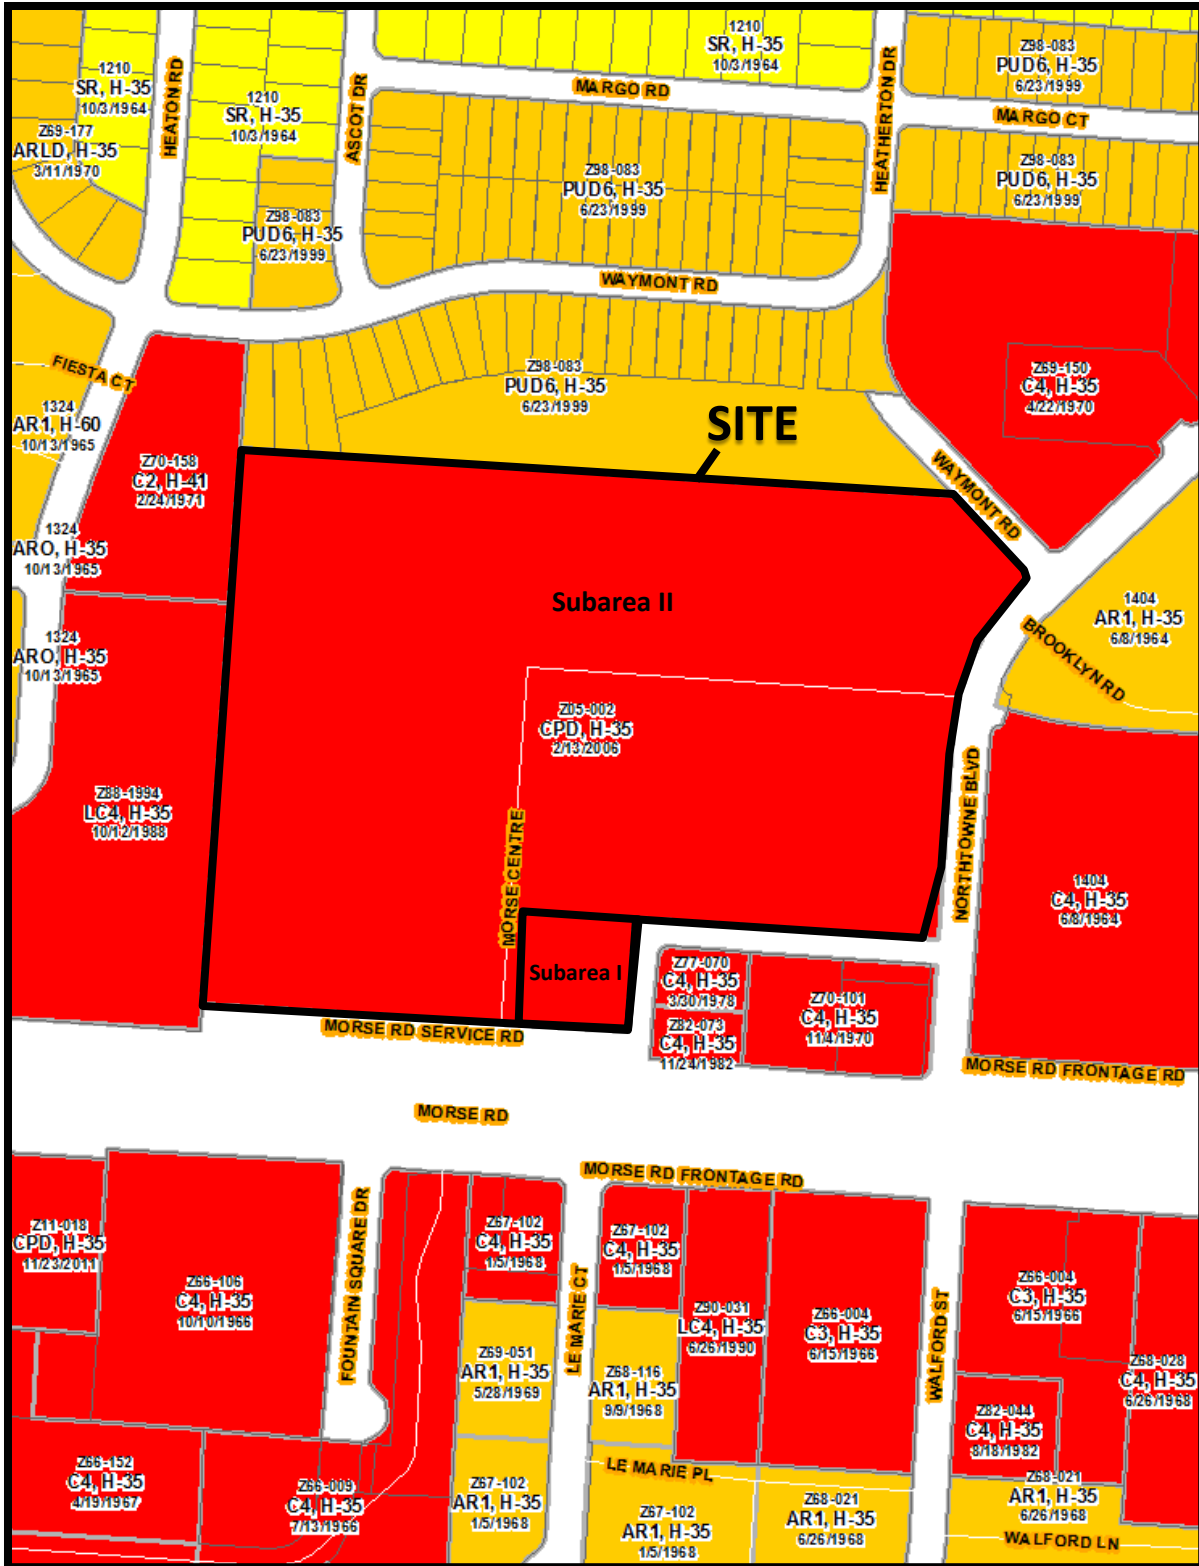 1210
SR, H-35
10/3/1964
1210
SR, H-35
10/3/1964
Z98-083
PUD6, H-35
6/23/1999
HEATON RD
1210
SR, H-35
10/3/1964
ASCOT DR
MARGO RD
HEATHERTON DR
MARGO CT
Z69-177
ARLD, H-35
3/11/1970
Z98-083
PUD6, H-35
6/23/1999
Z98-083
PUD6, H-35
6/23/1999
Z98-083
PUD6, H-35
6/23/1999
WAYMONT RD
FIESTA CT
Z98-083
PUD6, H-35
6/23/1999
Z69-150
C4, H-35
4/22/1970
1324
AR1, H-60
10/13/1965
SITE
Z70-158
C2, H-41
2/24/1971
WAYMONT RD
1324
ARO, H-35
10/13/1965
Subarea II
1404
AR1, H-35
6/8/1964
BROOKLYN RD
1324
ARO, H-35
10/13/1965
Z05-002
CPD, H-35
2/13/2006
Z88-1994
LC4, H-35
10/12/1988
MORSE CENTRE
NORTHTOWNE BLVD
1404
C4, H-35
6/8/1964
Subarea I
Z77-070
C4, H-35
3/30/1978
Z70-101
C4, H-35
11/4/1970
Z82-073
C4, H-35
11/24/1982
MORSE RD SERVICE RD
MORSE RD FRONTAGE RD
MORSE RD
MORSE RD FRONTAGE RD
Z11-018
CPD, H-35
11/23/2011
FOUNTAIN SQUARE DR
Z67-102
C4, H-35
1/5/1968
Z67-102
C4, H-35
1/5/1968
Z66-106
C4, H-35
10/10/1966
LE MARIE CT
Z90-031
LC4, H-35
6/26/1990
Z66-004
C3, H-35
6/15/1966
WALFORD ST
Z66-004
C3, H-35
6/15/1966
Z69-051
AR1, H-35
5/28/1969
Z68-116
AR1, H-35
9/9/1968
Z68-028
C4, H-35
6/26/1968
Z82-044
C4, H-35
8/18/1982
Z66-152
C4, H-35
4/19/1967
Z66-009
C4, H-35
7/13/1966
Z67-102
AR1, H-35
1/5/1968
LE MARIE PL
Z67-102
AR1, H-35
1/5/1968
Z68-021
AR1, H-35
6/26/1968
Z68-021
AR1, H-35
6/26/1968
WALFORD LN